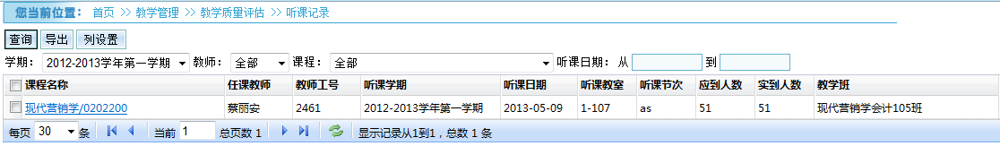 您当前位置： 首页 >> 教学管理 >> 教学质量评估 >> 听课记录
查询 导出 列设置
学期： 2012-2013学年第一学期 教师： 全部 课程： 全部 听课日期： 从 到
课程名称 任课教师 教师工号 听课学期 听课日期 听课教室 听课节次 应到人数 实到人数 教学班
现代营销学/0202200 蔡丽安 2461 2012-2013学年第一学期 2013-05-09 1-107 as 51 51 现代营销学会计105班
每页 30 条 当前 1 总页数 1 显示记录从1到1，总数 1 条